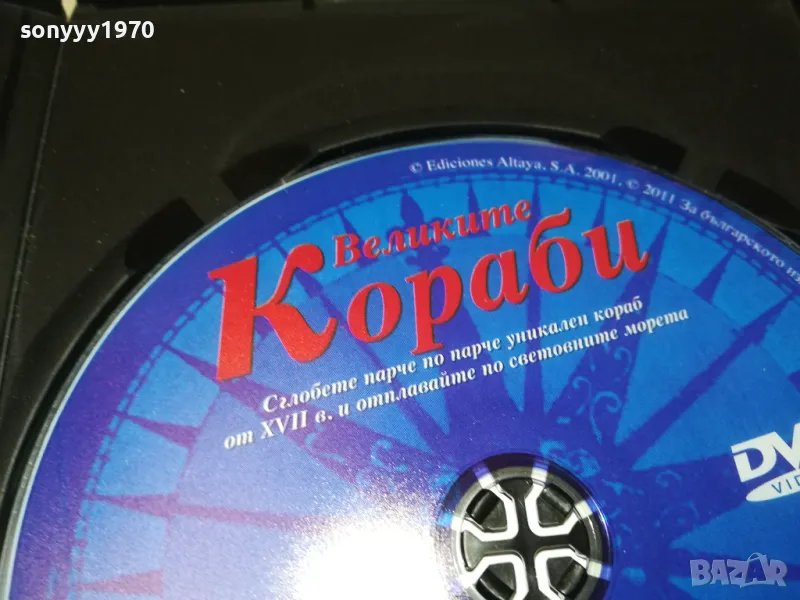 sonyyy1970
© Ediciones Altaya, S.A. 2001. © 2011 За българското
Великите
Кораби
Сглобете парче по парче уникален кораб
от XVII в. и отплавайте по световните морета
BAZAR